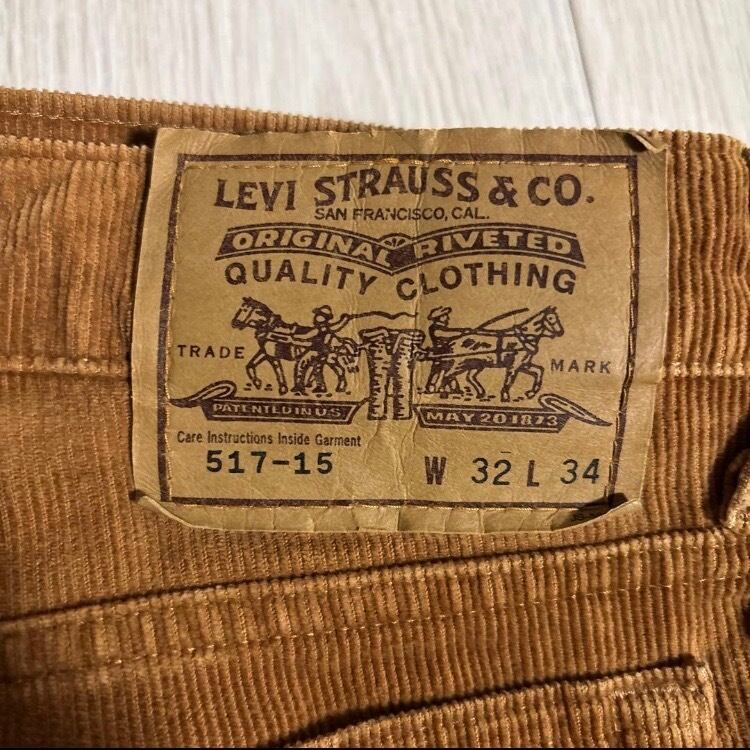 LEVI STRAUSS & CO.
SAN FRANCISCO, CAL.
ORIGINAL RIVETED
QUALITY CLOTHING
TRADE MARK
PATENTED IN U.S. MAY 20 1873
Care Instructions Inside Garment
517-15 W 32 L 34